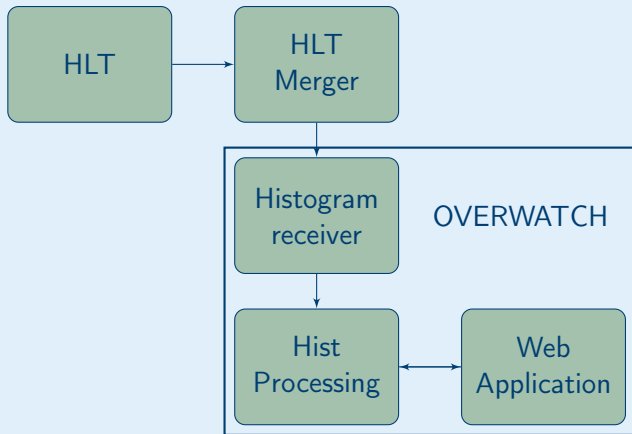 HLT
HLT
Merger
Histogram
receiver
OVERWATCH
Hist
Processing
Web
Application